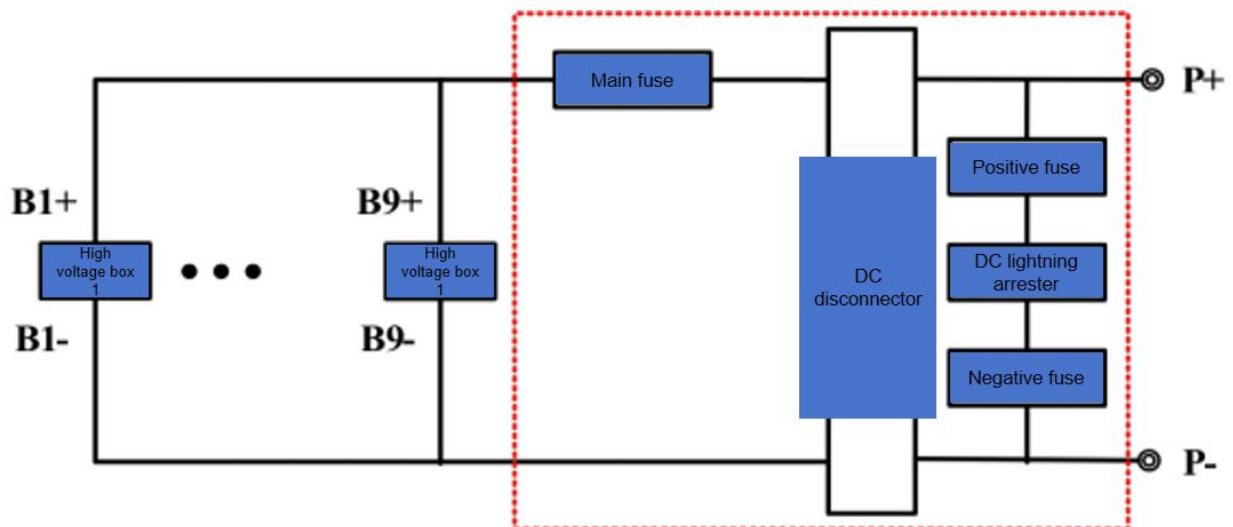 Main fuse
P+
Positive fuse
B1+
B9+
High
voltage box
1
High
voltage box
1
DC
disconnector
DC lightning
arrester
B1-
B9-
Negative fuse
P-